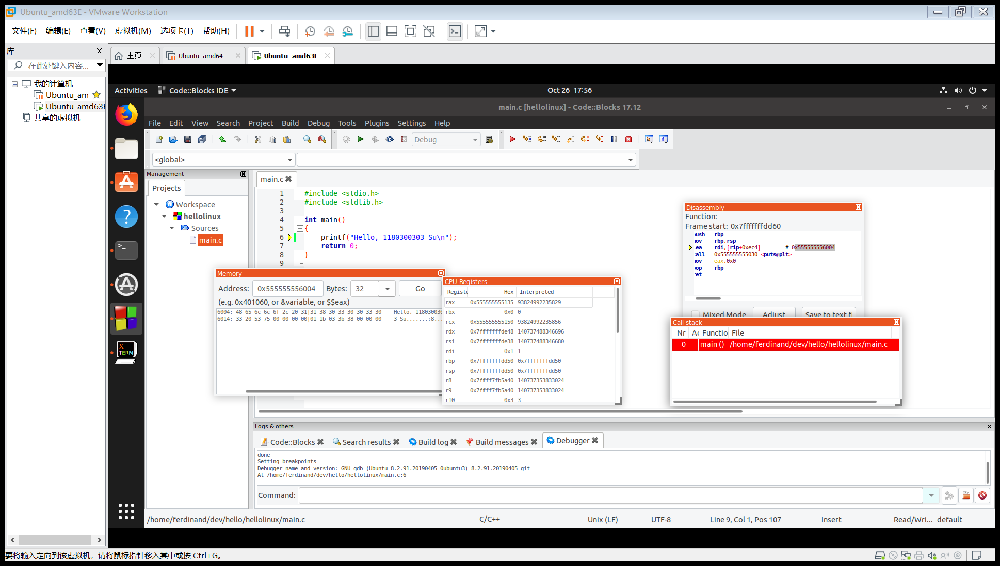 Ubuntu_amd63E - VMware Workstation
文件(F) 编辑(E) 查看(V) 虚拟机(M) 选项卡(T) 帮助(H)
库
在此处键入内容...
我的计算机
Ubuntu_am
Ubuntu_amd63
共享的虚拟机
主页 Ubuntu_amd64 Ubuntu_amd63E
Activities Code::Blocks IDE Oct 26 17:56
main.c [hellolinux] - Code::Blocks 17.12
File Edit View Search Project Build Debug Tools Plugins Settings Help
Debug
<global>
Management
Projects
Workspace
hellolinux
Sources
main.c
main.c
1 #include <stdio.h>
2 #include <stdlib.h>
3
4 int main()
5 {
6 printf("Hello, 1180300303 Su\n");
7 return 0;
8 }
9
Disassembly
Function:
Frame start: 0x7fffffffdd60
push rbp
mov rbp,rsp
lea rdi,[rip+0xec4] # 0x555555556004
call 0x555555555030 <puts@plt>
mov eax,0x0
pop rbp
ret
Mixed Mode Adjust Save to text fi
Memory
Address: 0x555555556004 Bytes: 32 Go
(e.g. 0x401060, or &variable, or $$eax)
56004: 48 65 6c 6c 6f 2c 20 31|31 38 30 33 30 30 33 30 Hello, 118030030
56014: 33 20 53 75 00 00 00 00|01 1b 03 3b 38 00 00 00 3 Su.......;8...
CPU Registers
Registe Hex Interpreted
rax 0x555555555135 93824992235829
rbx 0x0 0
rcx 0x555555555150 93824992235856
rdx 0x7fffffffde48 140737488346696
rsi 0x7fffffffde38 140737488346680
rdi 0x1 1
rbp 0x7fffffffdd50 0x7fffffffdd50
rsp 0x7fffffffdd50 0x7fffffffdd50
r8 0x7ffff7fb5a40 140737353833024
r9 0x7ffff7fb5a40 140737353833024
r10 0x3 3
Call stack
Nr Ac Functio File
0 main () /home/ferdinand/dev/hello/hellolinux/main.c
X TERM
Logs & others
Code::Blocks Search results Build log Build messages Debugger
done
Setting breakpoints
Debugger name and version: GNU gdb (Ubuntu 8.2.91.20190405-0ubuntu3) 8.2.91.20190405-git
At /home/ferdinand/dev/hello/hellolinux/main.c:6
Command:
/home/ferdinand/dev/hello/hellolinux/main.c C/C++ Unix (LF) UTF-8 Line 9, Col 1, Pos 107 Insert Read/Wri... default
要将输入定向到该虚拟机，请将鼠标指针移入其中或按 Ctrl+G。